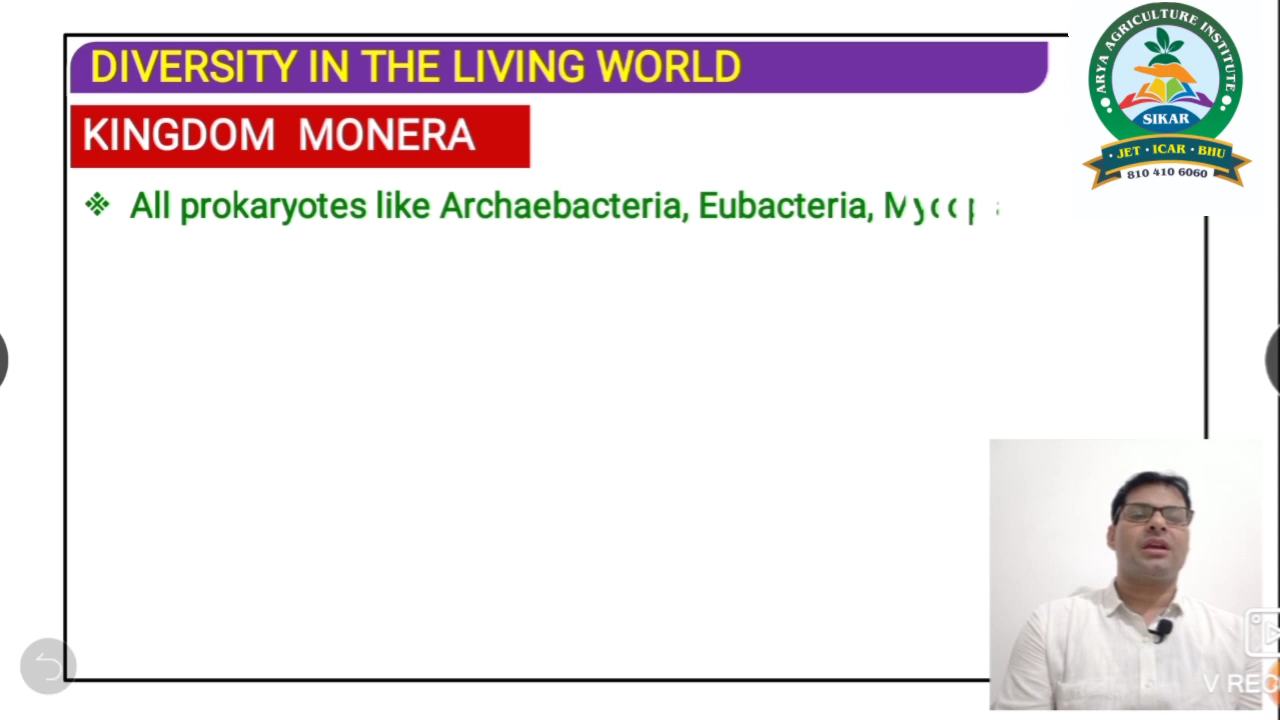 DIVERSITY IN THE LIVING WORLD
KINGDOM MONERA
❖ All prokaryotes like Archaebacteria, Eubacteria,
ARYA AGRICULTURE INSTITUTE
SIKAR
· JET · ICAR · BHU ·
810 410 6060
V REC